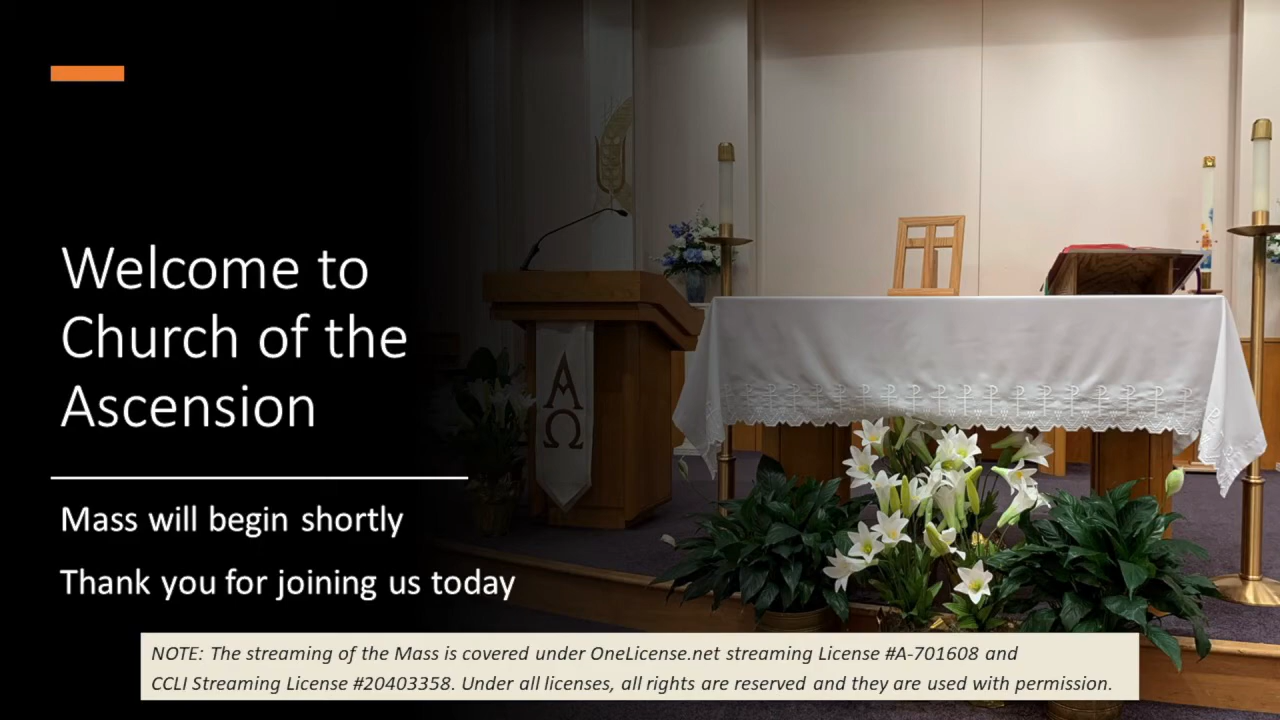 Welcome to
Church of the
Ascension
Mass will begin shortly
Thank you for joining us today
ΑΩ
NOTE: The streaming of the Mass is covered under OneLicense.net streaming License #A-701608 and
CCLI Streaming License #20403358. Under all licenses, all rights are reserved and they are used with permission.